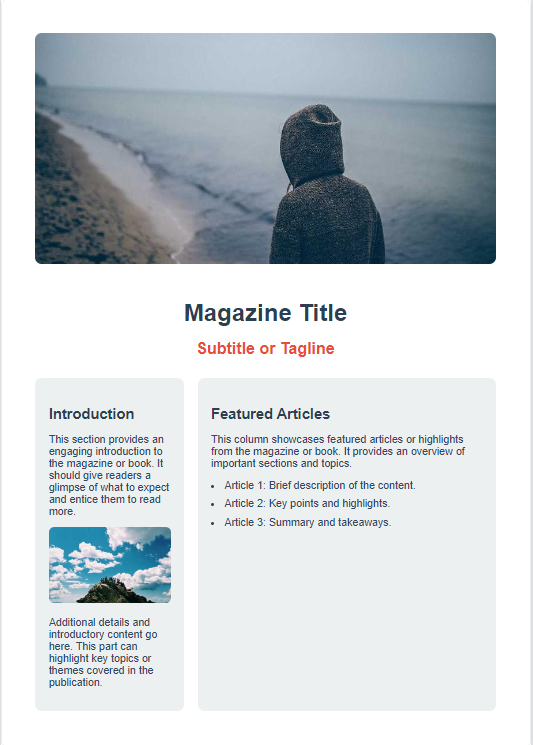 Magazine Title
Subtitle or Tagline
Introduction
This section provides an
engaging introduction to
the magazine or book. It
should give readers a
glimpse of what to expect
and entice them to read
more.
Additional details and
introductory content go
here. This part can
highlight key topics or
themes covered in the
publication.
Featured Articles
This column showcases featured articles or highlights
from the magazine or book. It provides an overview of
important sections and topics.
• Article 1: Brief description of the content.
• Article 2: Key points and highlights.
• Article 3: Summary and takeaways.